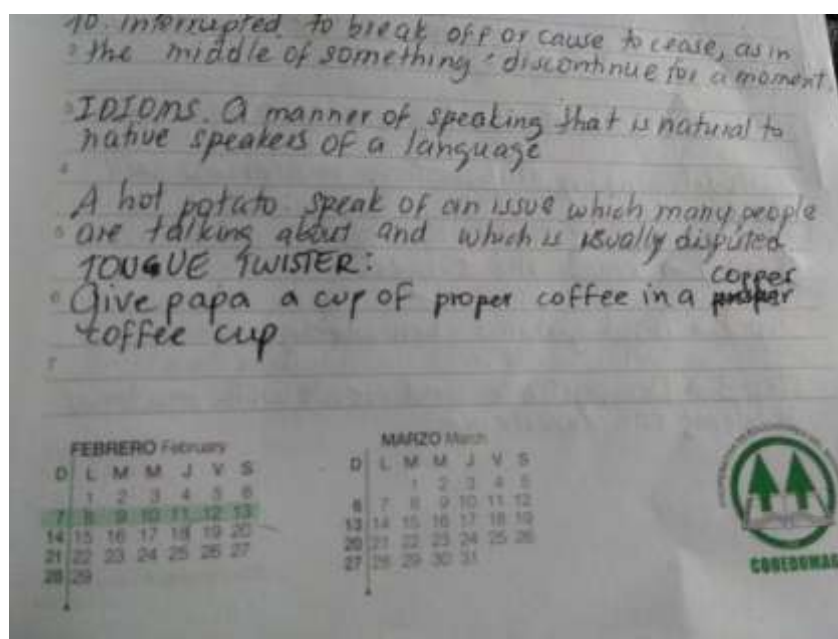 10. interrupted. to break off or cause to cease, as in
the middle of something: discontinue for a moment
IDIOMS. A manner of speaking that is natural to
native speakers of a language
A hot potato speak of an issue which many people
are talking about and which is usually disputed
TONGUE TWISTER:
Give papa a cup of proper coffee in a copper
coffee cup
FEBRERO February
D L M M J V S
1 2 3 4 5 6
7 8 9 10 11 12 13
14 15 16 17 18 19 20
21 22 23 24 25 26 27
28 29
MARZO March
D L M M J V S
1 2 3 4 5
6 7 8 9 10 11 12
13 14 15 16 17 18 19
20 21 22 23 24 25 26
27 28 29 30 31